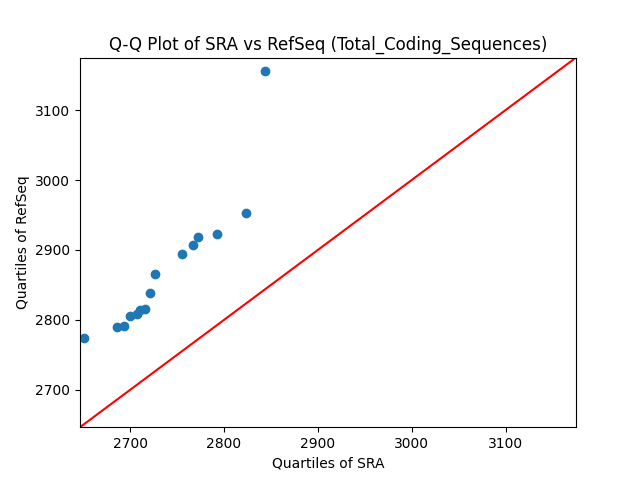 Q-Q Plot of SRA vs RefSeq (Total_Coding_Sequences)
3100
3000
2900
2800
2700
Quartiles of RefSeq
2700 2800 2900 3000 3100
Quartiles of SRA